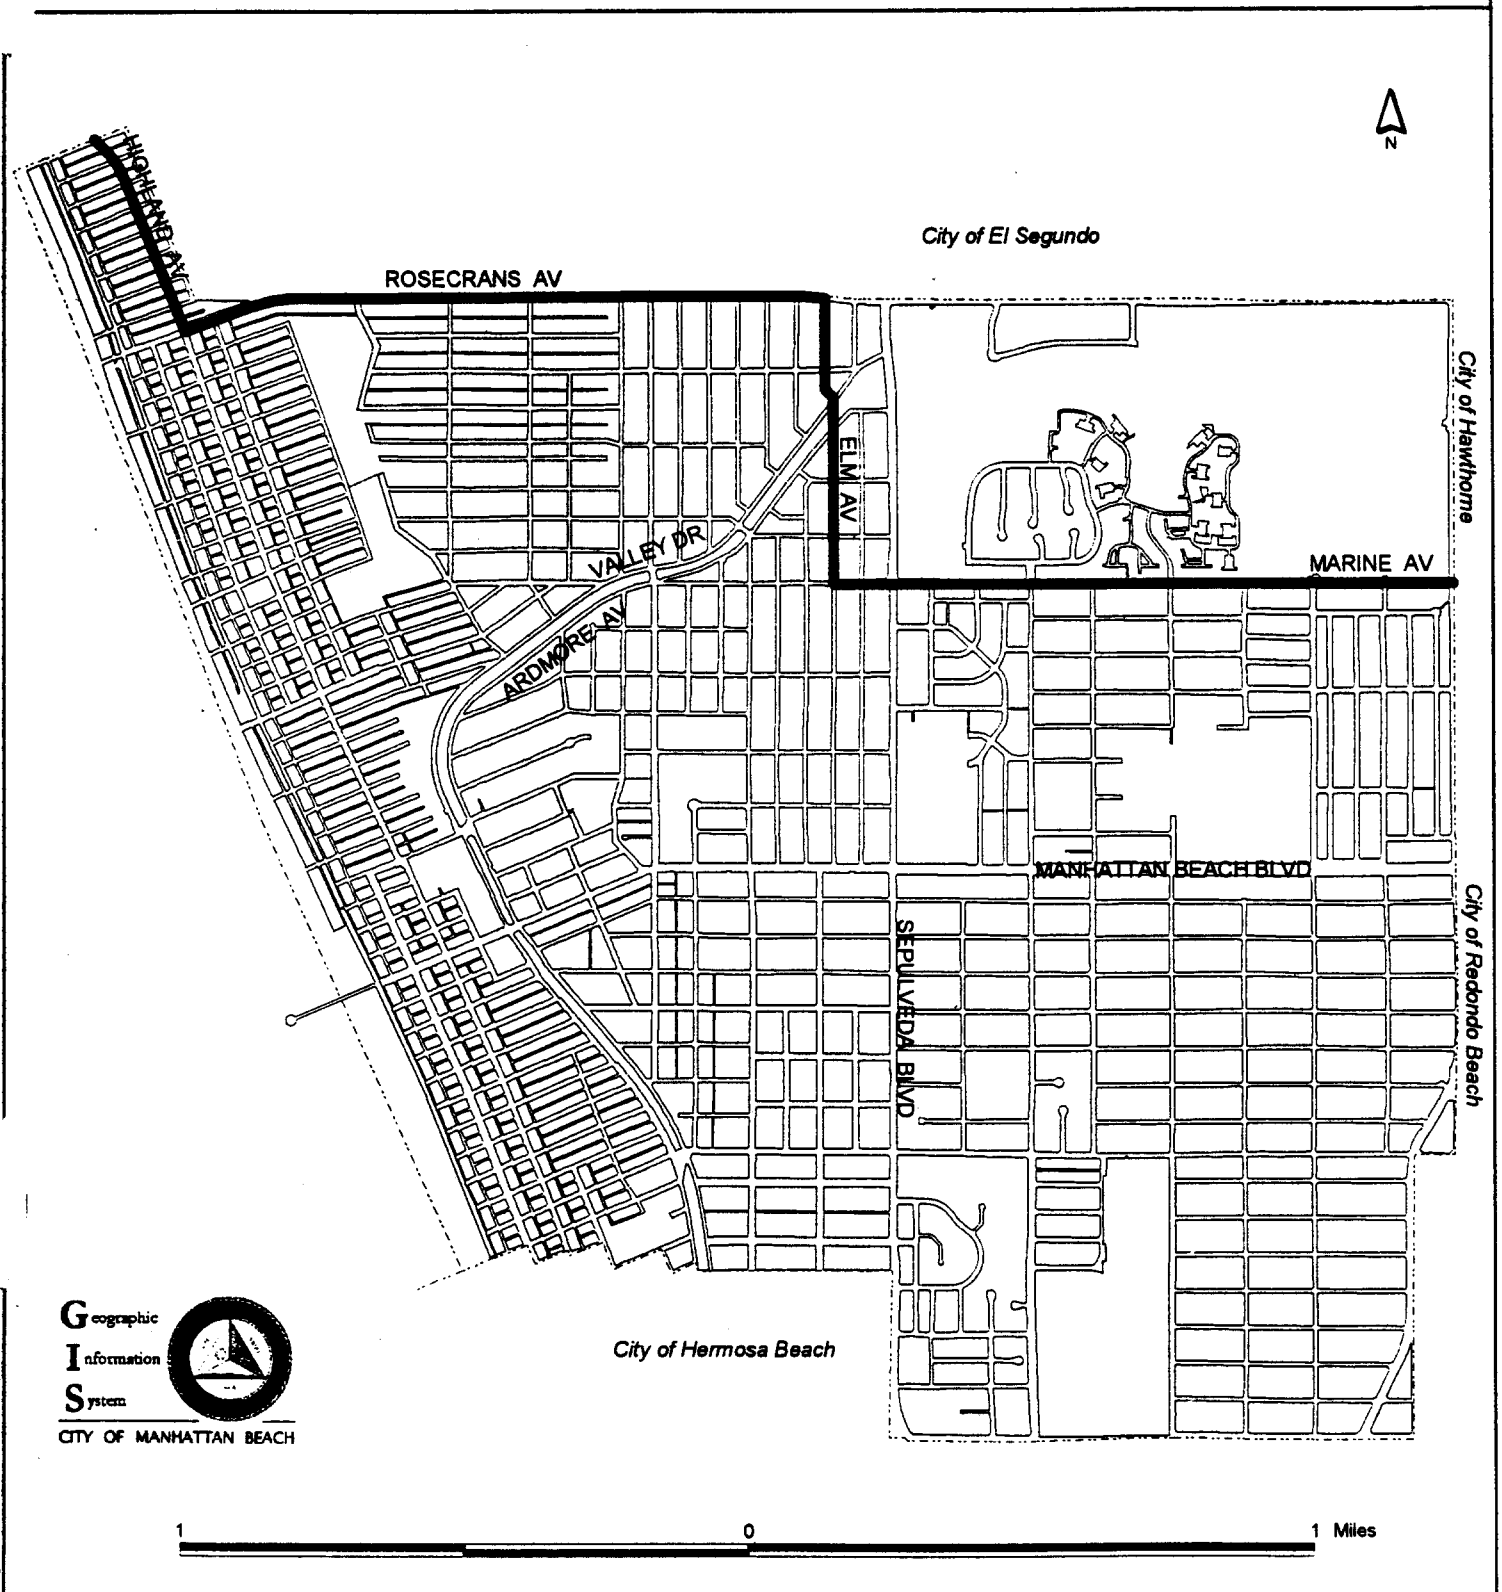 N
City of El Segundo
HIGHLAND AV
ROSECRANS AV
City of Hawthorne
ELM AV
VALLEY DR
MARINE AV
ARDMORE AV
MANHATTAN BEACH BLVD
City of Redondo Beach
SEPULVEDA BLVD
Geographic
Information
System
City of Hermosa Beach
CITY OF MANHATTAN BEACH
1 0 1 Miles